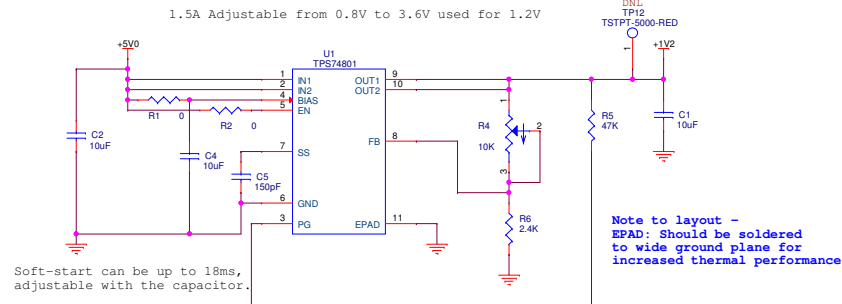 1.5A Adjustable from 0.8V to 3.6V used for 1.2V
DNL
TP12
TSTPT-5000-RED
1
+5V0
+1V2
U1
TPS74801
1
IN1
2
IN2
4
BIAS
5
EN
7
SS
6
GND
3
PG
OUT1
9
OUT2
10
FB
8
EPAD
11
R1
0
R2
0
C2
10uF
C4
10uF
C5
150pF
1
R4
2
10K
3
R5
47K
C1
10uF
R6
2.4K
Note to layout –
EPAD: Should be soldered
to wide ground plane for
increased thermal performance
Soft-start can be up to 18ms,
adjustable with the capacitor.